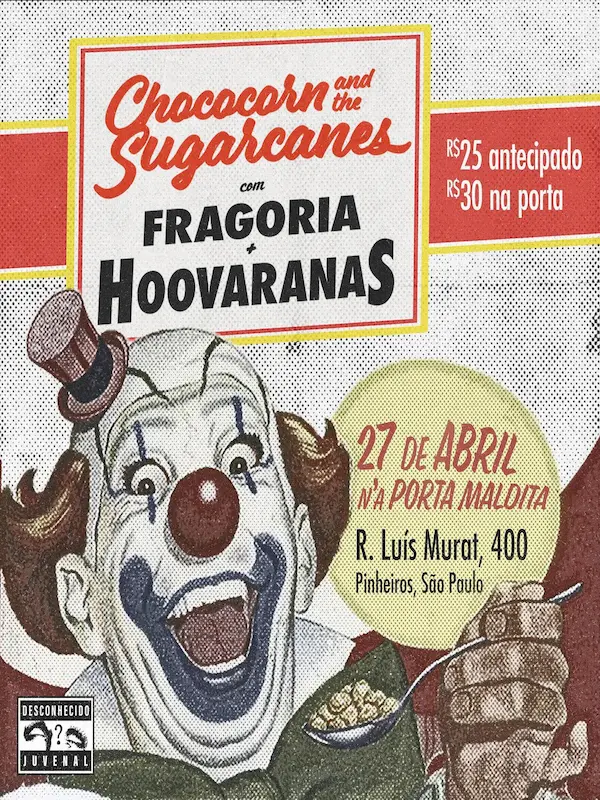 Chococorn and the
Sugarcanes
com
FRAGORIA
+
HOOVARANAS
R$25 antecipado
R$30 na porta
27 DE ABRIL
N'A PORTA MALDITA
R. Luís Murat, 400
Pinheiros, São Paulo
DESCONHECIDO
?
JUVENAL